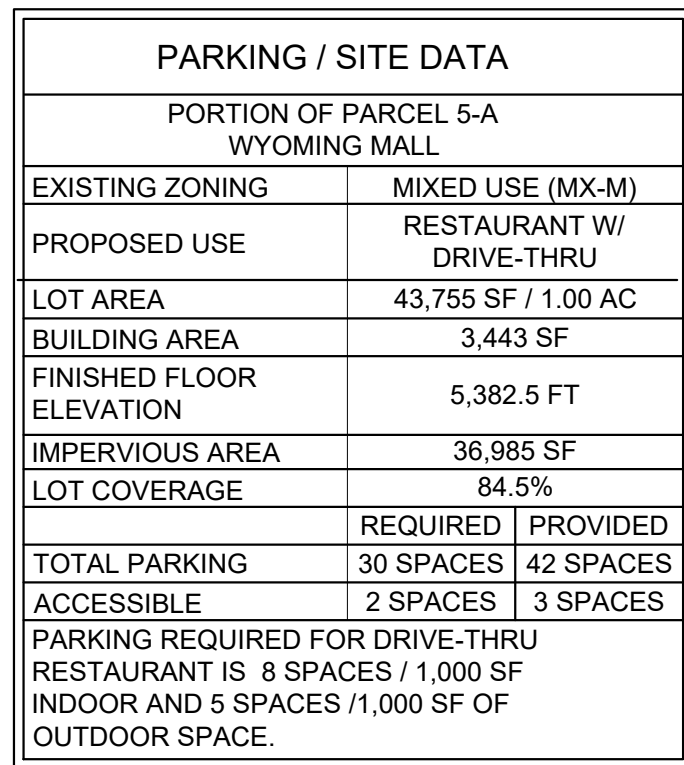 PARKING / SITE DATA
PORTION OF PARCEL 5-A
WYOMING MALL
EXISTING ZONING MIXED USE (MX-M)
PROPOSED USE RESTAURANT W/
DRIVE-THRU
LOT AREA 43,755 SF / 1.00 AC
BUILDING AREA 3,443 SF
FINISHED FLOOR
ELEVATION 5,382.5 FT
IMPERVIOUS AREA 36,985 SF
LOT COVERAGE 84.5%
REQUIRED PROVIDED
TOTAL PARKING 30 SPACES 42 SPACES
ACCESSIBLE 2 SPACES 3 SPACES
PARKING REQUIRED FOR DRIVE-THRU
RESTAURANT IS 8 SPACES / 1,000 SF
INDOOR AND 5 SPACES /1,000 SF OF
OUTDOOR SPACE.